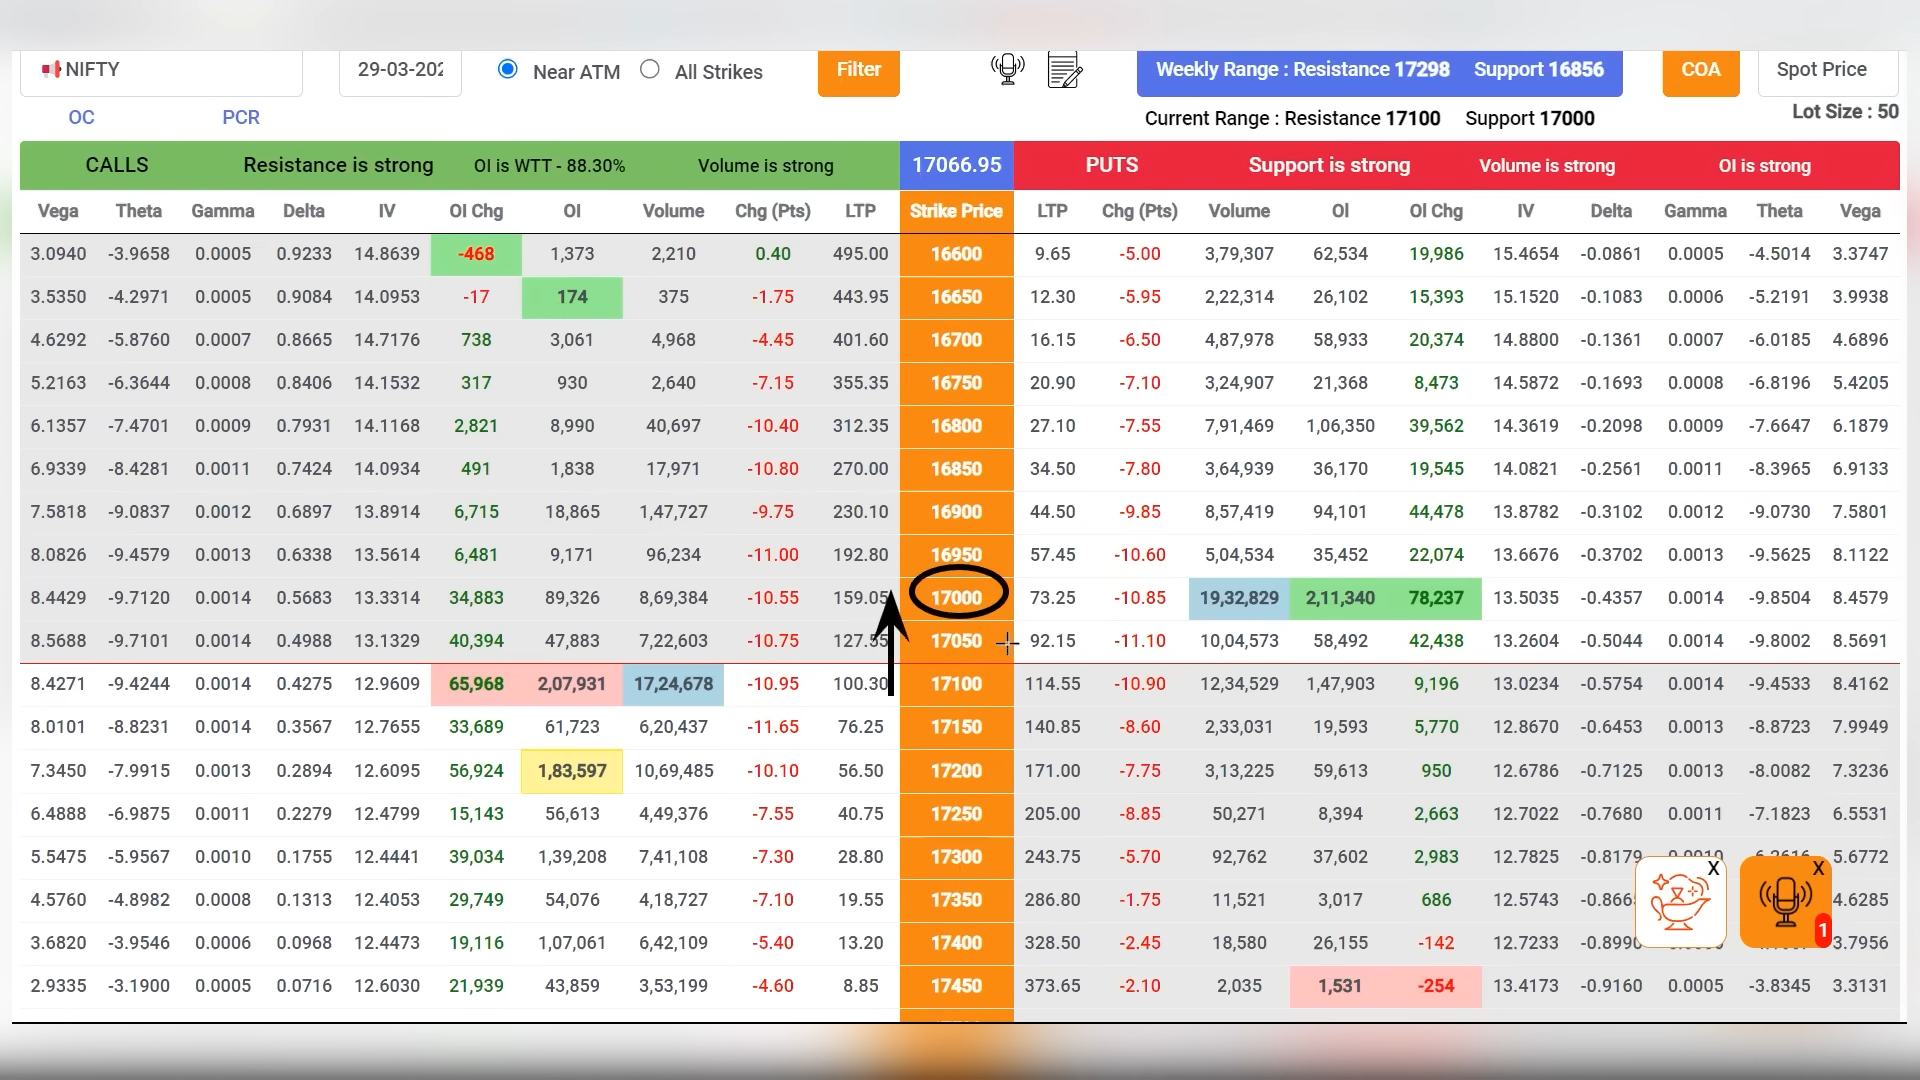 NIFTY 29-03-202 Near ATM All Strikes Filter Weekly Range : Resistance 17298 Support 16856 COA Spot Price
OC PCR Current Range : Resistance 17100 Support 17000 Lot Size : 50
CALLS Resistance is strong OI is WTT - 88.30% Volume is strong 17066.95 PUTS Support is strong Volume is strong OI is strong
Vega Theta Gamma Delta IV OI Chg OI Volume Chg (Pts) LTP Strike Price LTP Chg (Pts) Volume OI OI Chg IV Delta Gamma Theta Vega
3.0940 -3.9658 0.0005 0.9233 14.8639 -468 1,373 2,210 0.40 495.00 16600 9.65 -5.00 3,79,307 62,534 19,986 15.4654 -0.0861 0.0005 -4.5014 3.3747
3.5350 -4.2971 0.0005 0.9084 14.0953 -17 174 375 -1.75 443.95 16650 12.30 -5.95 2,22,314 26,102 15,393 15.1520 -0.1083 0.0006 -5.2191 3.9938
4.6292 -5.8760 0.0007 0.8665 14.7176 738 3,061 4,968 -4.45 401.60 16700 16.15 -6.50 4,87,978 58,933 20,374 14.8800 -0.1361 0.0007 -6.0185 4.6896
5.2163 -6.3644 0.0008 0.8406 14.1532 317 930 2,640 -7.15 355.35 16750 20.90 -7.10 3,24,907 21,368 8,473 14.5872 -0.1693 0.0008 -6.8196 5.4205
6.1357 -7.4701 0.0009 0.7931 14.1168 2,821 8,990 40,697 -10.40 312.35 16800 27.10 -7.55 7,91,469 1,06,350 39,562 14.3619 -0.2098 0.0009 -7.6647 6.1879
6.9339 -8.4281 0.0011 0.7424 14.0934 491 1,838 17,971 -10.80 270.00 16850 34.50 -7.80 3,64,939 36,170 19,545 14.0821 -0.2561 0.0011 -8.3965 6.9133
7.5818 -9.0837 0.0012 0.6897 13.8914 6,715 18,865 1,47,727 -9.75 230.10 16900 44.50 -9.85 8,57,419 94,101 44,478 13.8782 -0.3102 0.0012 -9.0730 7.5801
8.0826 -9.4579 0.0013 0.6338 13.5614 6,481 9,171 96,234 -11.00 192.80 16950 57.45 -10.60 5,04,534 35,452 22,074 13.6676 -0.3702 0.0013 -9.5625 8.1122
8.4429 -9.7120 0.0014 0.5683 13.3314 34,883 89,326 8,69,384 -10.55 159.05 17000 73.25 -10.85 19,32,829 2,11,340 78,237 13.5035 -0.4357 0.0014 -9.8504 8.4579
8.5688 -9.7101 0.0014 0.4988 13.1329 40,394 47,883 7,22,603 -10.75 127.55 17050 92.15 -11.10 10,04,573 58,492 42,438 13.2604 -0.5044 0.0014 -9.8002 8.5691
8.4271 -9.4244 0.0014 0.4275 12.9609 65,968 2,07,931 17,24,678 -10.95 100.30 17100 114.55 -10.90 12,34,529 1,47,903 9,196 13.0234 -0.5754 0.0014 -9.4533 8.4162
8.0101 -8.8231 0.0014 0.3567 12.7655 33,689 61,723 6,20,437 -11.65 76.25 17150 140.85 -8.60 2,33,031 19,593 5,770 12.8670 -0.6453 0.0013 -8.8723 7.9949
7.3450 -7.9915 0.0013 0.2894 12.6095 56,924 1,83,597 10,69,485 -10.10 56.50 17200 171.00 -7.75 3,13,225 59,613 950 12.6786 -0.7125 0.0013 -8.0082 7.3236
6.4888 -6.9875 0.0011 0.2279 12.4799 15,143 56,613 4,49,376 -7.55 40.75 17250 205.00 -8.85 50,271 8,394 2,663 12.7022 -0.7680 0.0011 -7.1823 6.5531
5.5475 -5.9567 0.0010 0.1755 12.4441 39,034 1,39,208 7,41,108 -7.30 28.80 17300 243.75 -5.70 92,762 37,602 2,983 12.7825 -0.8179 5.6772
4.5760 -4.8982 0.0008 0.1313 12.4053 29,749 54,076 4,18,727 -7.10 19.55 17350 286.80 -1.75 11,521 3,017 686 12.5743 4.6285
3.6820 -3.9546 0.0006 0.0968 12.4473 19,116 1,07,061 6,42,109 -5.40 13.20 17400 328.50 -2.45 18,580 26,155 -142 12.7233 -0.8990 3.7956
2.9335 -3.1900 0.0005 0.0716 12.6030 21,939 43,859 3,53,199 -4.60 8.85 17450 373.65 -2.10 2,035 1,531 -254 13.4173 -0.9160 0.0005 -3.8345 3.3131
X X
1